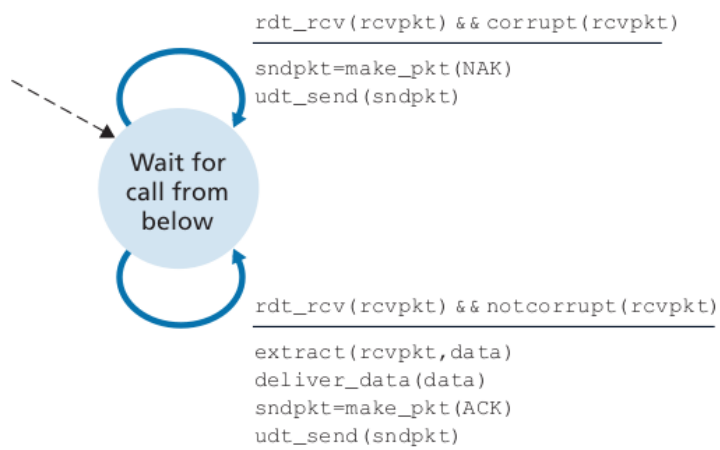 rdt_rcv(rcvpkt) && corrupt(rcvpkt)
sndpkt=make_pkt(NAK)
udt_send(sndpkt)
Wait for
call from
below
rdt_rcv(rcvpkt) && notcorrupt(rcvpkt)
extract(rcvpkt,data)
deliver_data(data)
sndpkt=make_pkt(ACK)
udt_send(sndpkt)